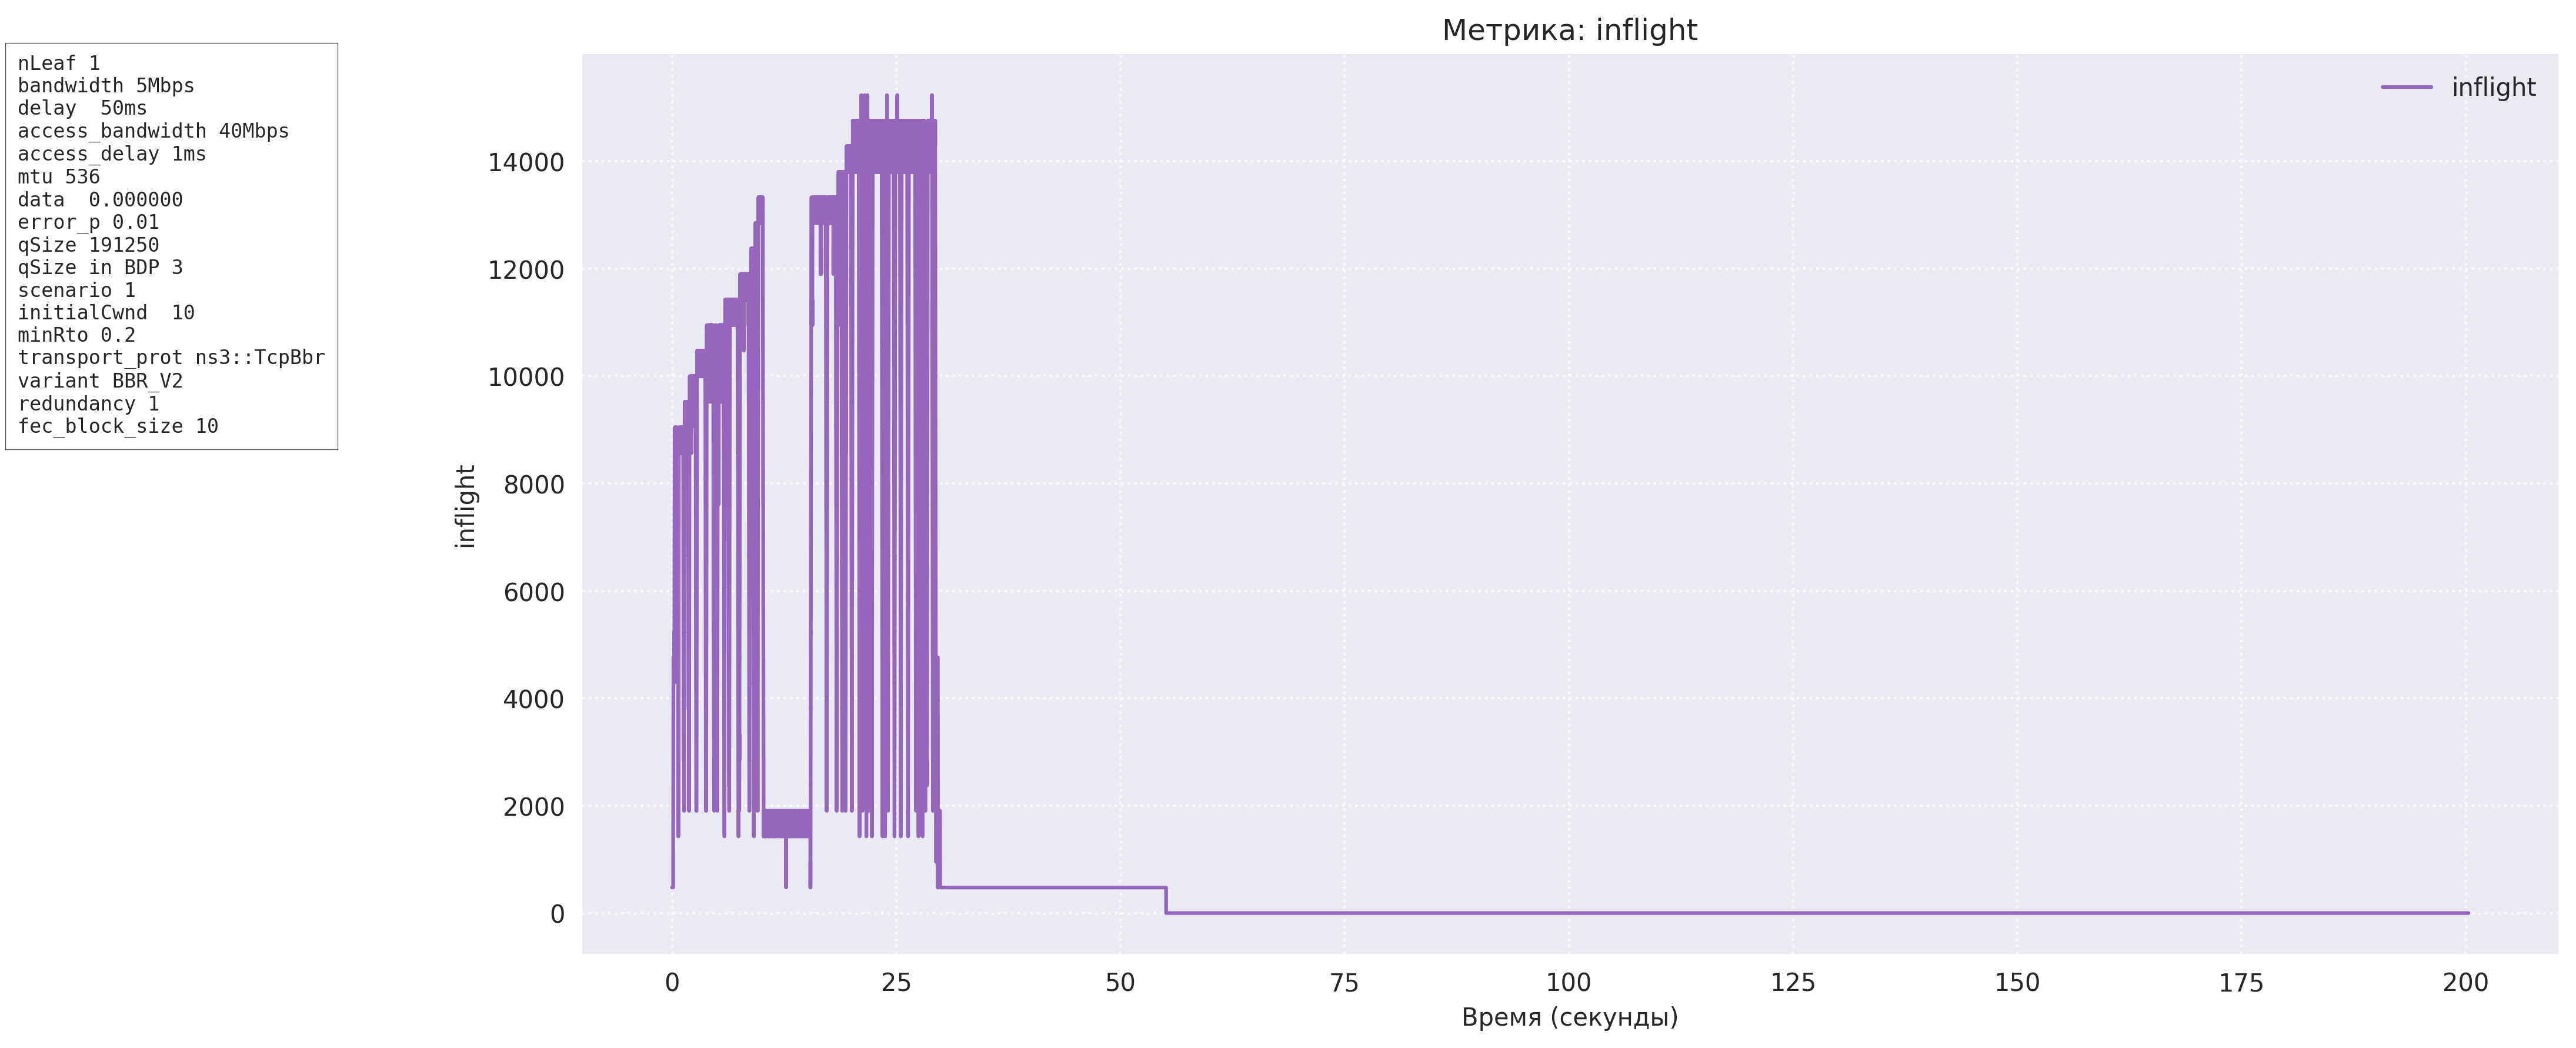 Метрика: inflight
nLeaf 1
bandwidth 5Mbps
delay  50ms
access_bandwidth 40Mbps
access_delay 1ms
mtu 536
data  0.000000
error_p 0.01
qSize 191250
qSize in BDP 3
scenario 1
initialCwnd  10
minRto 0.2
transport_prot ns3::TcpBbr
variant BBR_V2
redundancy 1
fec_block_size 10
inflight
inflight
14000
12000
10000
8000
6000
4000
2000
0
0 25 50 75 100 125 150 175 200
Время (секунды)